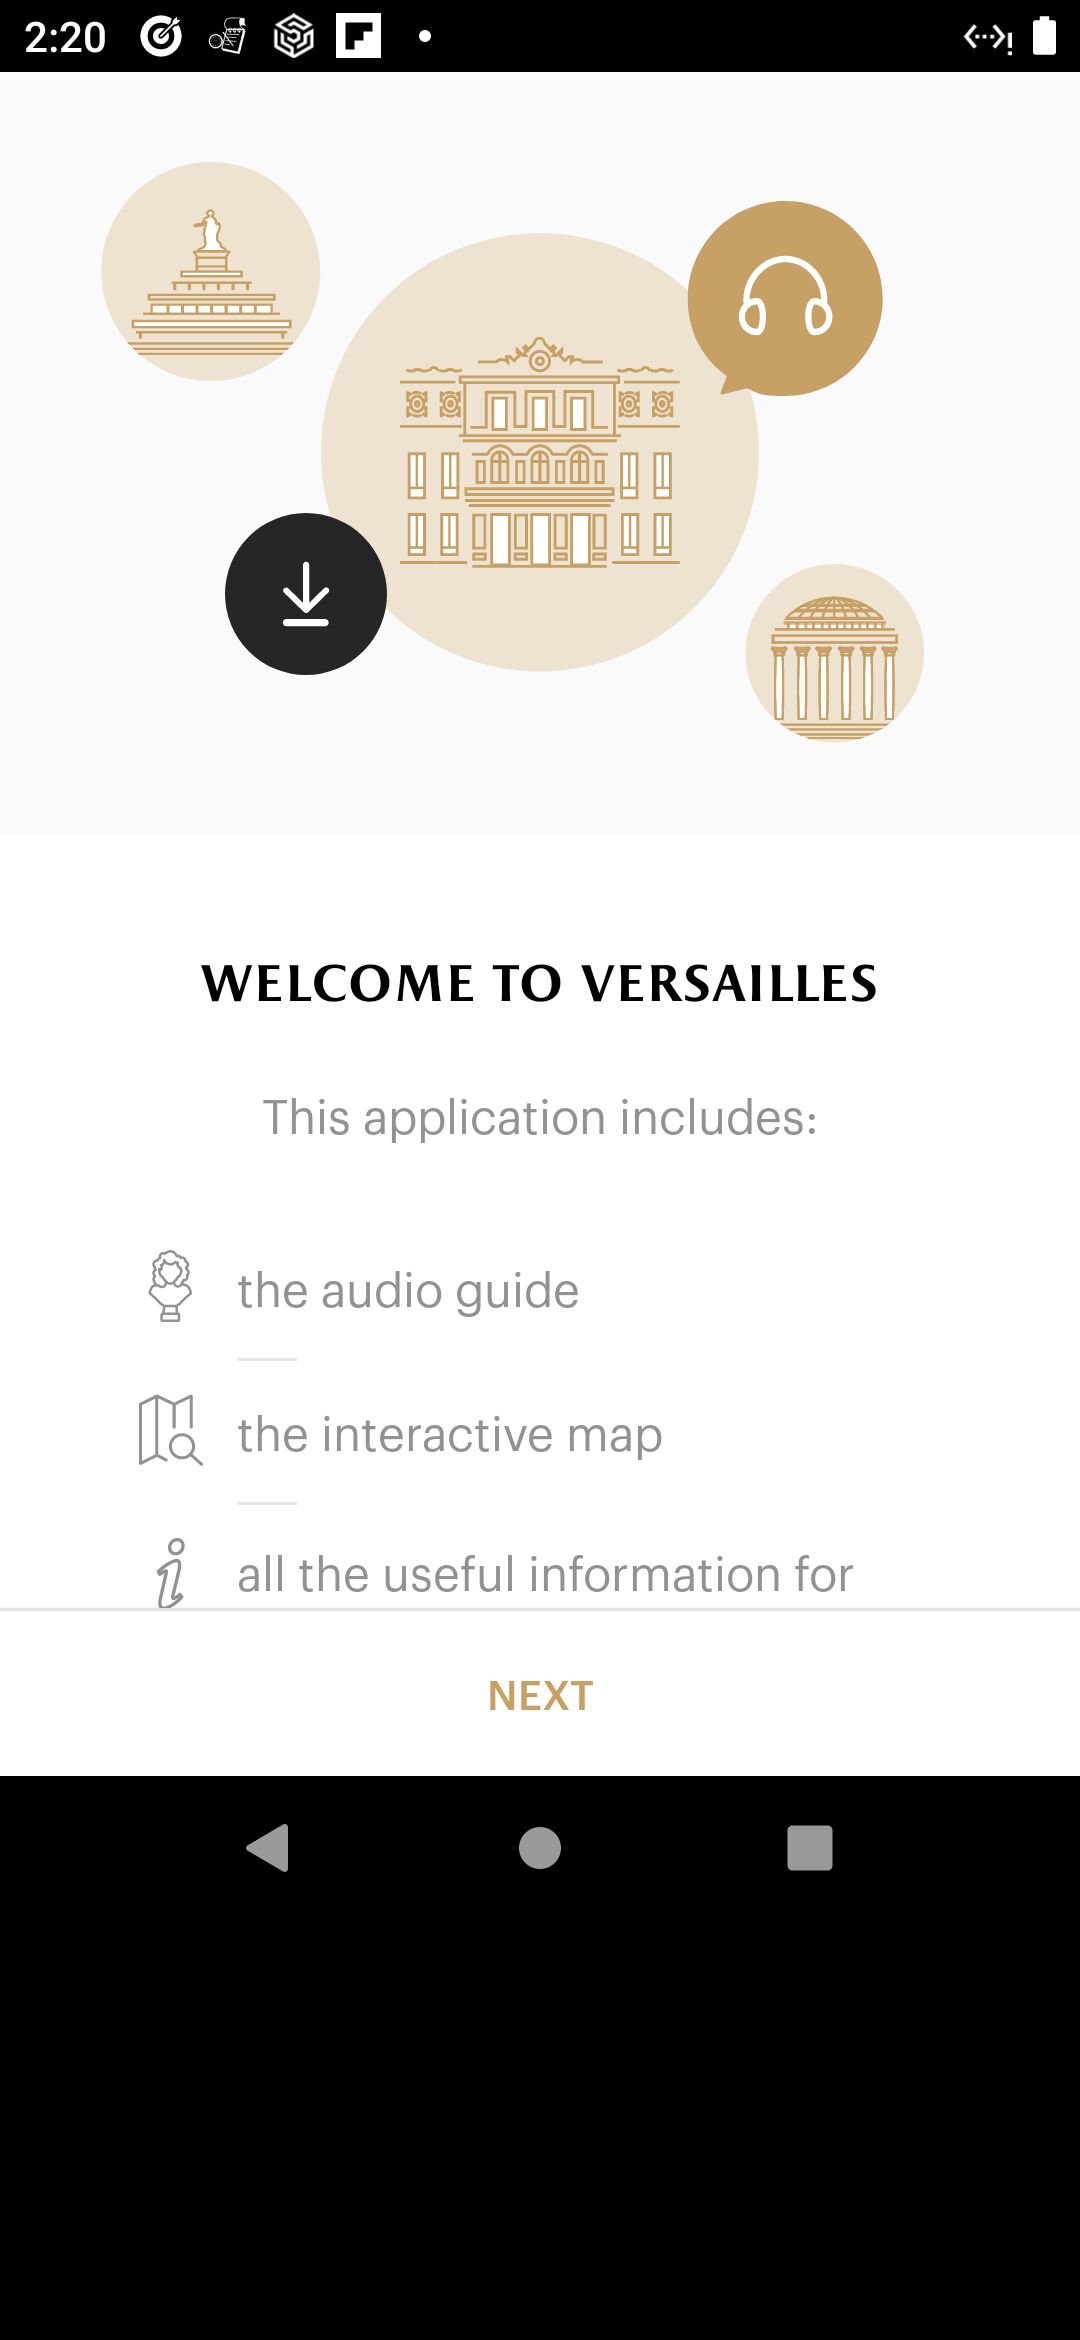 2:20
WELCOME TO VERSAILLES
This application includes:
the audio guide
the interactive map
all the useful information for
NEXT